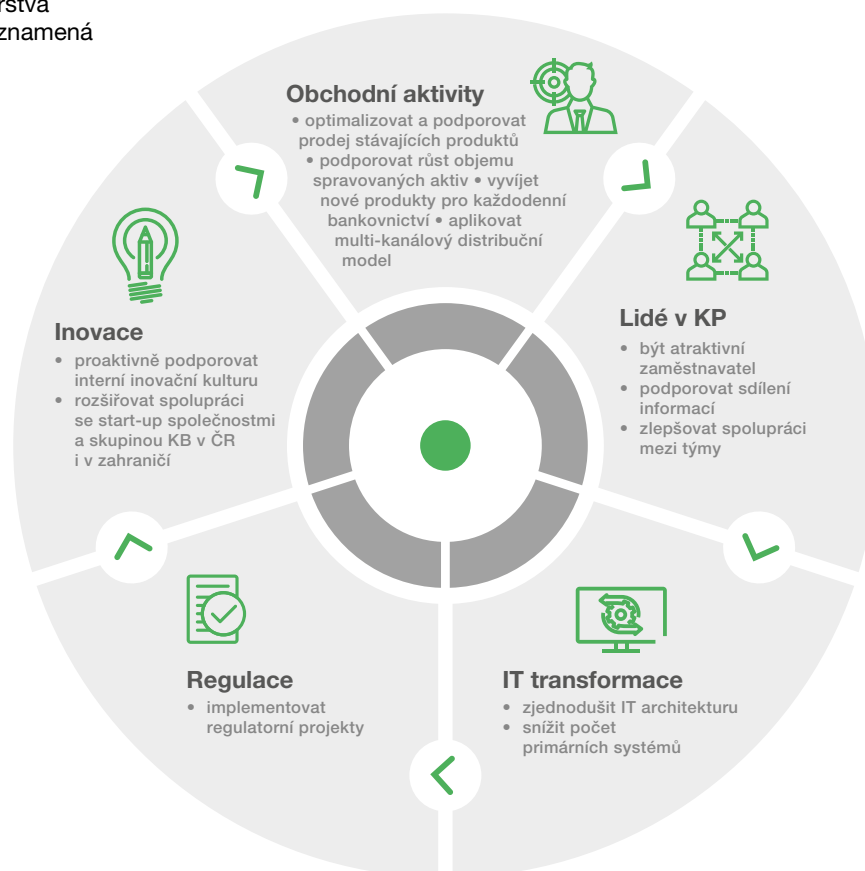 znamená
Obchodní aktivity
• optimalizovat a podporovat
prodej stávajících produktů
• podporovat růst objemu
spravovaných aktiv • vyvíjet
nové produkty pro každodenní
bankovnictví • aplikovat
multi-kanálový distribuční
model
Lidé v KP
• být atraktivní
zaměstnavatel
• podporovat sdílení
informací
• zlepšovat spolupráci
mezi týmy
IT transformace
• zjednodušit IT architekturu
• snížit počet
primárních systémů
Regulace
• implementovat
regulatorní projekty
Inovace
• proaktivně podporovat
interní inovační kulturu
• rozšiřovat spolupráci
se start-up společnostmi
a skupinou KB v ČR
i v zahraničí